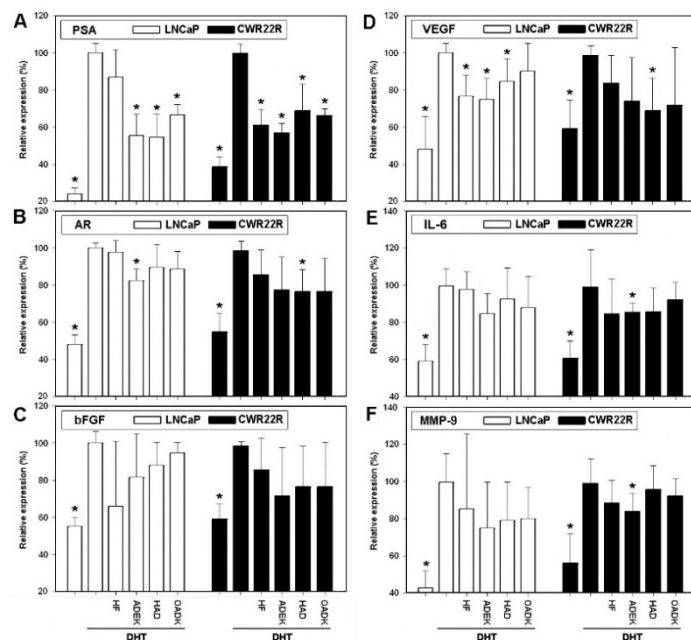 A
PSA
LNCaP
CWR22R
Relative expression (%)
100
80
60
40
20
* * * * * * * * * *
B
AR
LNCaP
CWR22R
Relative expression (%)
120
100
80
60
40
20
* * * *
C
bFGF
LNCaP
CWR22R
Relative expression (%)
120
100
80
60
40
20
* *
HF ADEK HAD OADK HF ADEK HAD OADK
DHT DHT
D
VEGF
LNCaP
CWR22R
Relative expression (%)
100
80
60
40
20
* * * * * *
E
IL-6
LNCaP
CWR22R
Relative expression (%)
140
120
100
80
60
40
* * *
F
MMP-9
LNCaP
CWR22R
Relative expression (%)
140
120
100
80
60
40
* * *
HF ADEK HAD OADK HF ADEK HAD OADK
DHT DHT